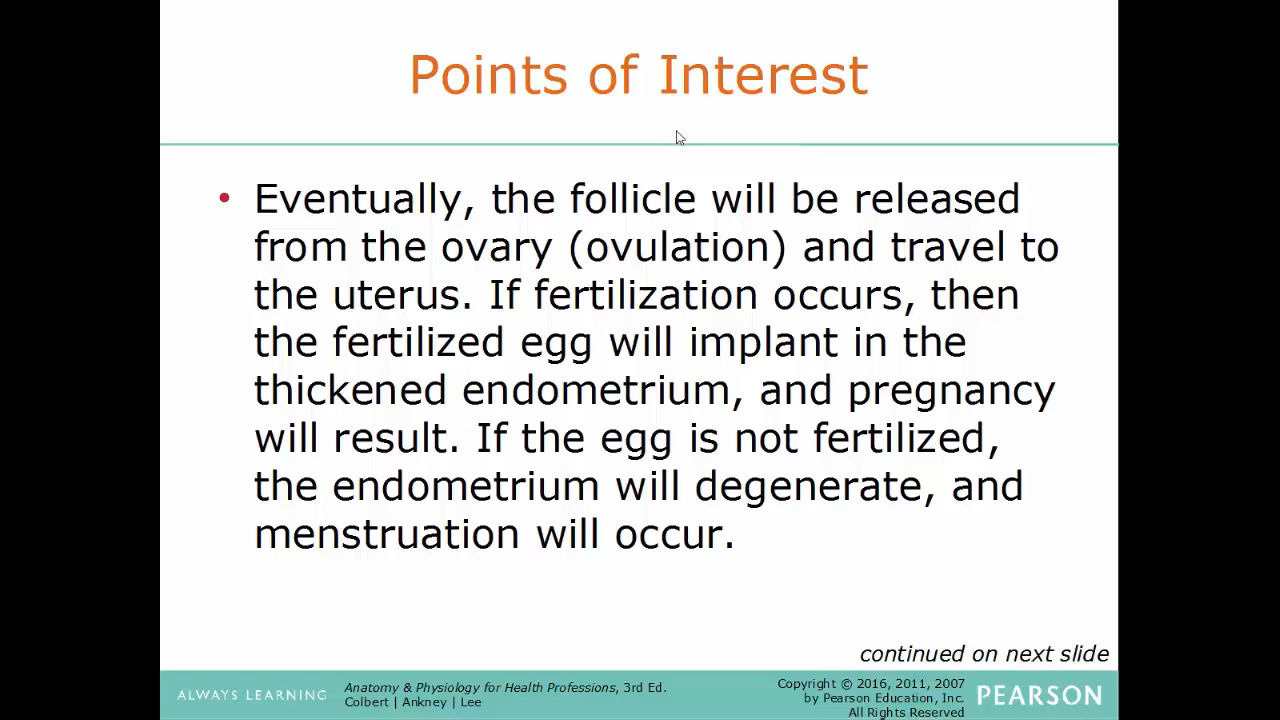 Points of Interest
• Eventually, the follicle will be released
from the ovary (ovulation) and travel to
the uterus. If fertilization occurs, then
the fertilized egg will implant in the
thickened endometrium, and pregnancy
will result. If the egg is not fertilized,
the endometrium will degenerate, and
menstruation will occur.
continued on next slide
ALWAYS LEARNING
Anatomy & Physiology for Health Professions, 3rd Ed.
Colbert | Ankney | Lee
Copyright © 2016, 2011, 2007
by Pearson Education, Inc.
All Rights Reserved
PEARSON